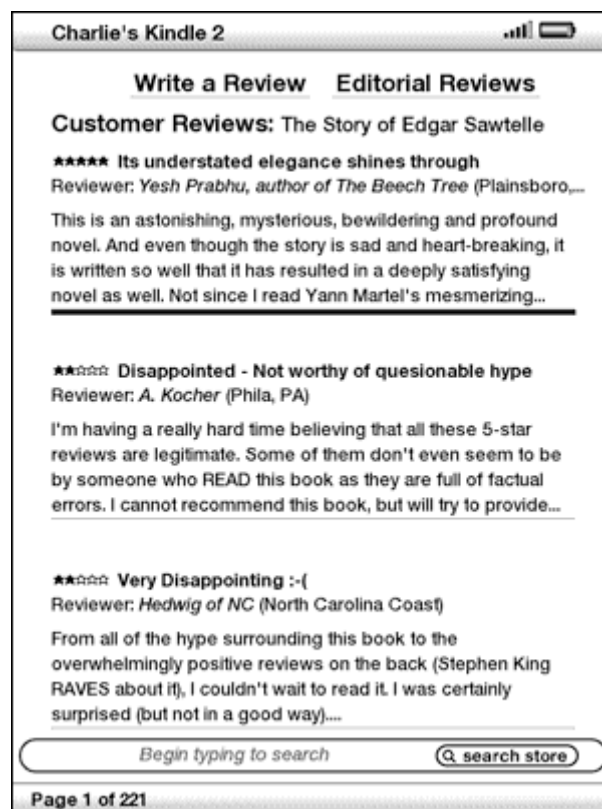 Charlie's Kindle 2
Write a Review Editorial Reviews
Customer Reviews: The Story of Edgar Sawtelle
★★★★★ Its understated elegance shines through
Reviewer: Yesh Prabhu, author of The Beech Tree (Plainsboro,...
This is an astonishing, mysterious, bewildering and profound
novel. And even though the story is sad and heart-breaking, it
is written so well that it has resulted in a deeply satisfying
novel as well. Not since I read Yann Martel's mesmerizing...
★★☆☆☆ Disappointed - Not worthy of quesionable hype
Reviewer: A. Kocher (Phila, PA)
I'm having a really hard time believing that all these 5-star
reviews are legitimate. Some of them don't even seem to be
by someone who READ this book as they are full of factual
errors. I cannot recommend this book, but will try to provide...
★★☆☆☆ Very Disappointing :-(
Reviewer: Hedwig of NC (North Carolina Coast)
From all of the hype surrounding this book to the
overwhelmingly positive reviews on the back (Stephen King
RAVES about it), I couldn't wait to read it. I was certainly
surprised (but not in a good way)....
Begin typing to search search store
Page 1 of 221